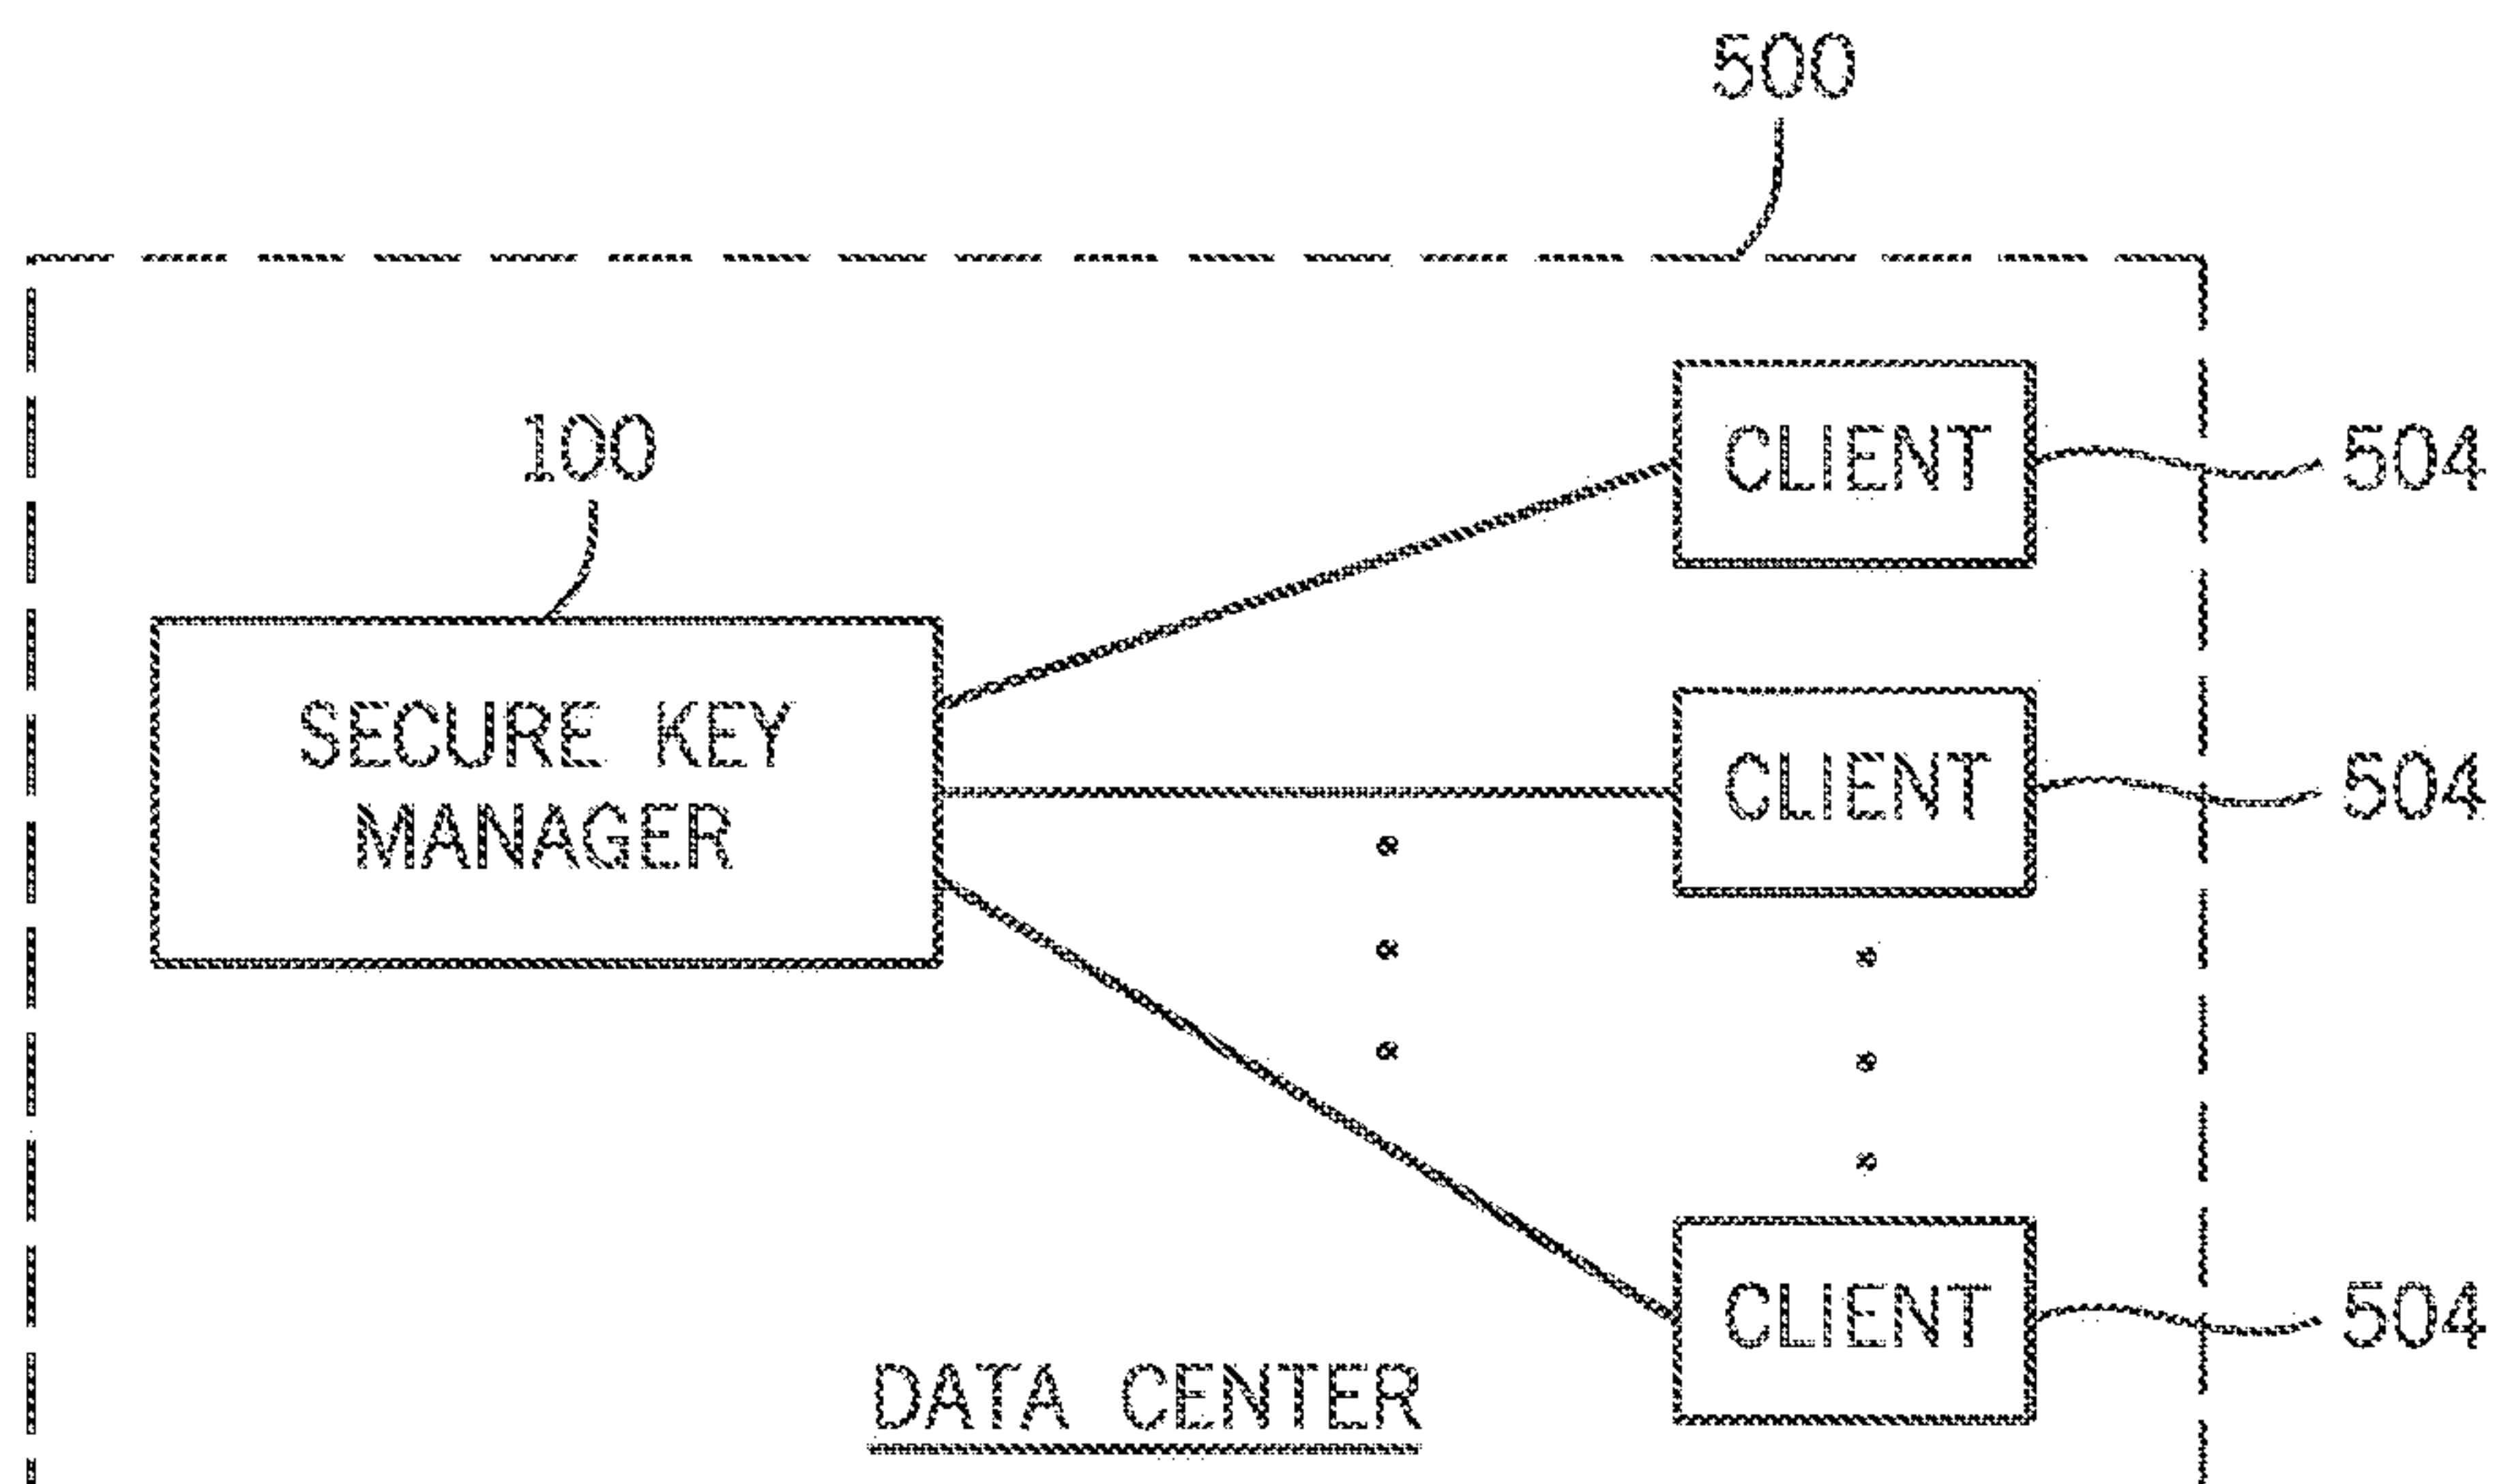 500
100
CLIENT
504
SECURE KEY
MANAGER
CLIENT
504
CLIENT
504
DATA CENTER